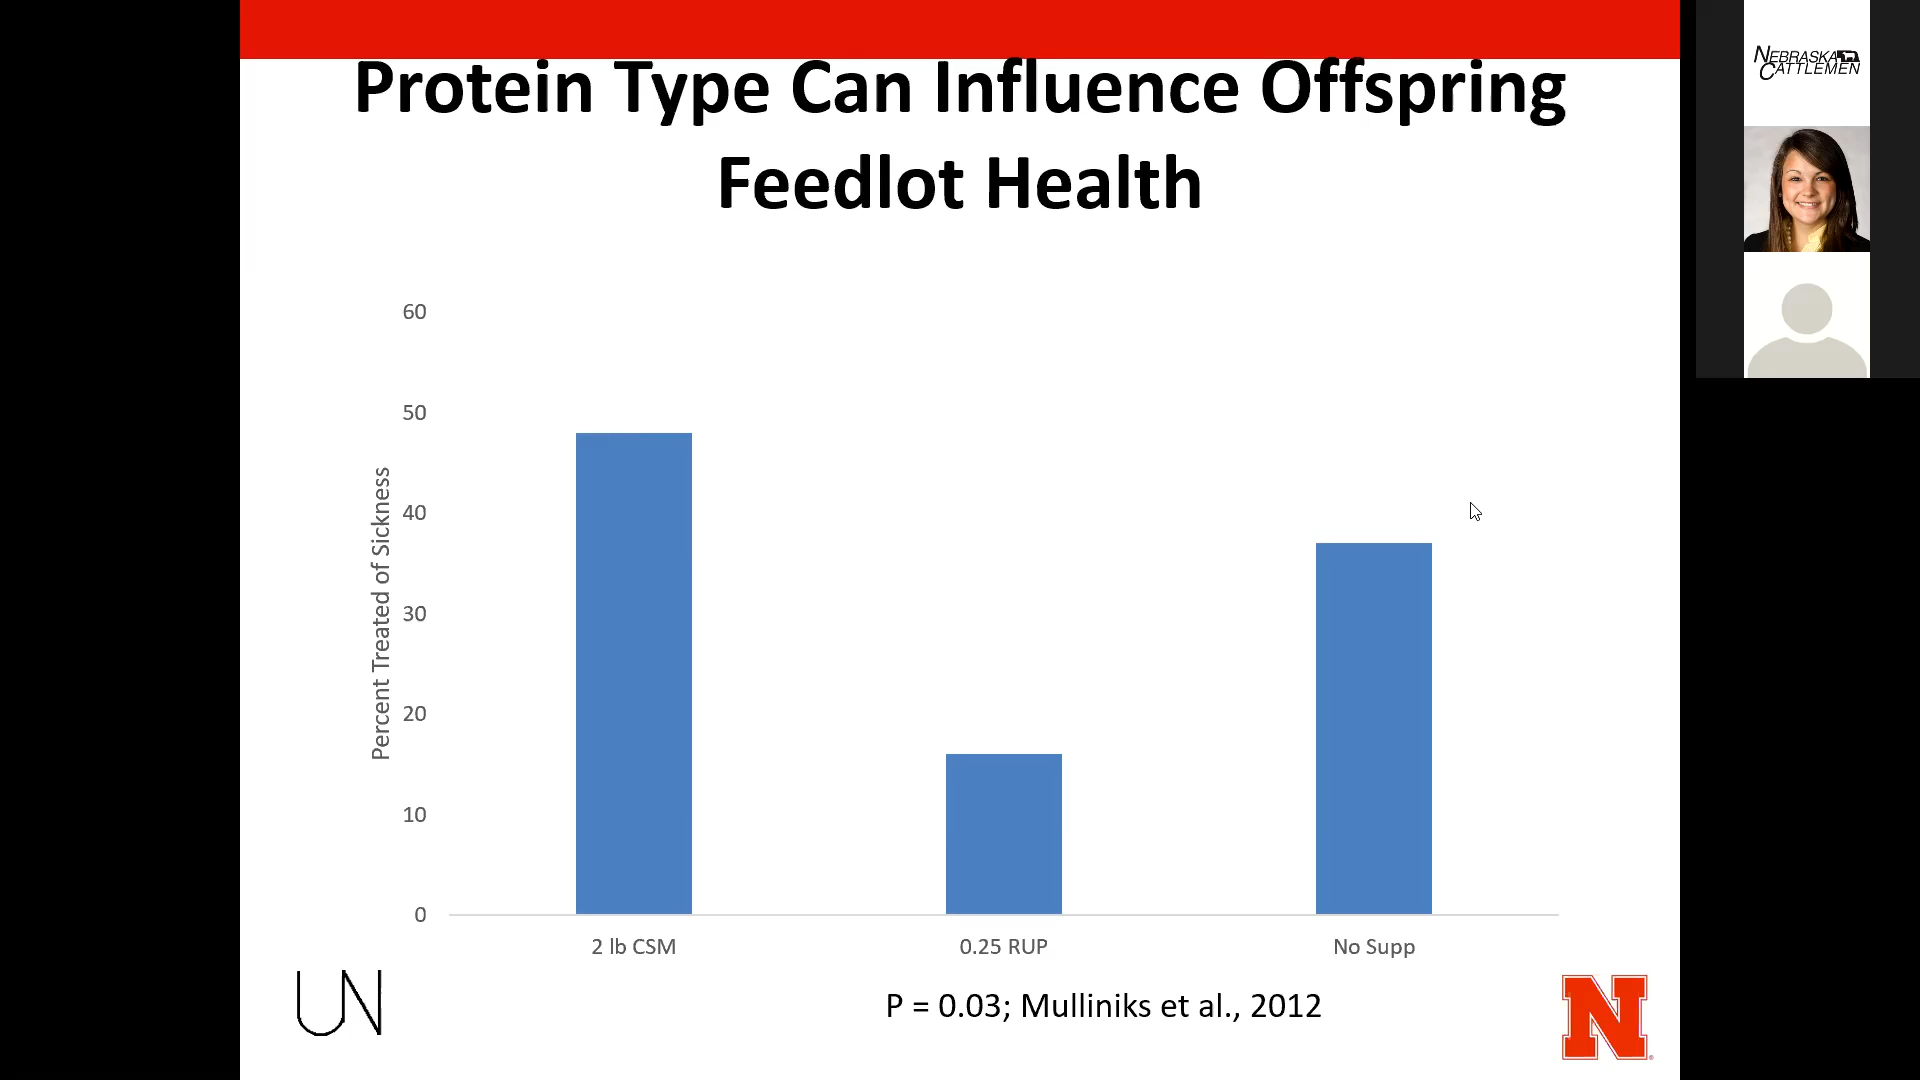 Protein Type Can Influence Offspring
Feedlot Health
60
50
40
30
20
10
0
Percent Treated of Sickness
2 lb CSM
0.25 RUP
No Supp
P = 0.03; Mulliniks et al., 2012
UN
N
NEBRASKA
CATTLEMEN